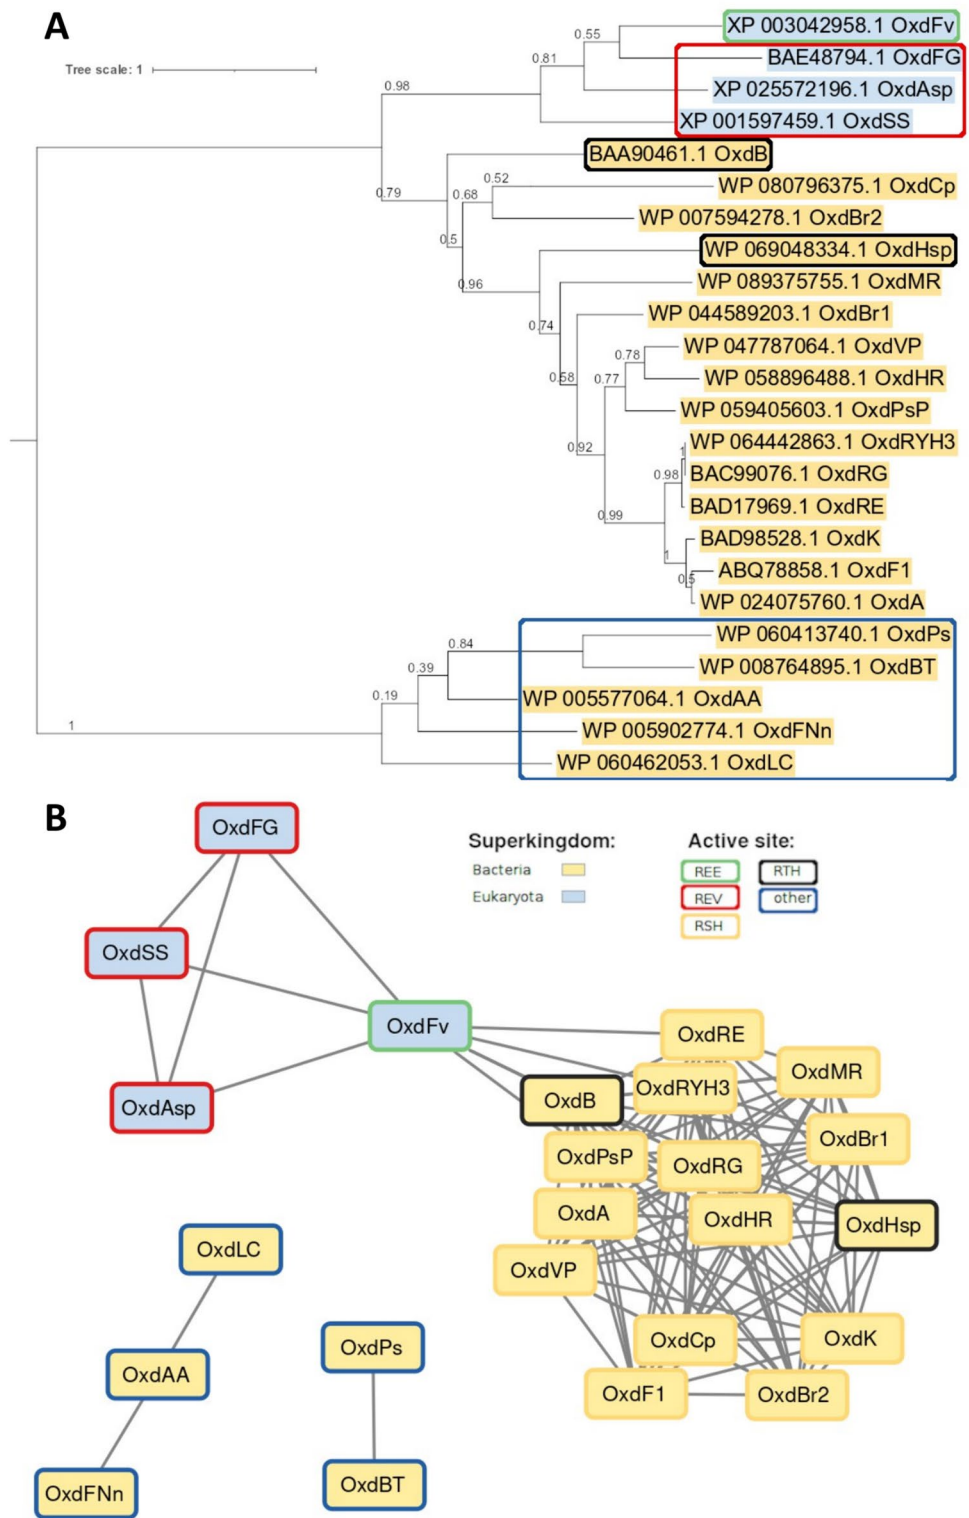 A
Tree scale: 1
XP 003042958.1 OxdFv
0.55
BAE48794.1 OxdFG
0.81
XP 025572196.1 OxdAsp
0.98
XP 001597459.1 OxdSS
BAA90461.1 OxdB
0.52
WP 080796375.1 OxdCp
0.79
0.68
WP 007594278.1 OxdBr2
0.5
WP 069048334.1 OxdHsp
0.96
WP 089375755.1 OxdMR
WP 044589203.1 OxdBr1
0.74
WP 047787064.1 OxdVP
0.78
0.58
0.77
WP 058896488.1 OxdHR
WP 059405603.1 OxdPsP
WP 064442863.1 OxdRYH3
0.92
1
BAC99076.1 OxdRG
0.98
BAD17969.1 OxdRE
0.99
BAD98528.1 OxdK
1
ABQ78858.1 OxdF1
0.5
WP 024075760.1 OxdA
WP 060413740.1 OxdPs
0.84
WP 008764895.1 OxdBT
0.39
WP 005577064.1 OxdAA
0.19
WP 005902774.1 OxdFNn
1
WP 060462053.1 OxdLC
B
OxdFG
Superkingdom:
Bacteria
Eukaryota
Active site:
REE
RTH
REV
other
RSH
OxdSS
OxdFv
OxdRE
OxdMR
OxdB
OxdRYH3
OxdAsp
OxdBr1
OxdPsP
OxdRG
OxdA
OxdHR
OxdHsp
OxdLC
OxdVP
OxdCp
OxdK
OxdPs
OxdAA
OxdF1
OxdBr2
OxdBT
OxdFNn